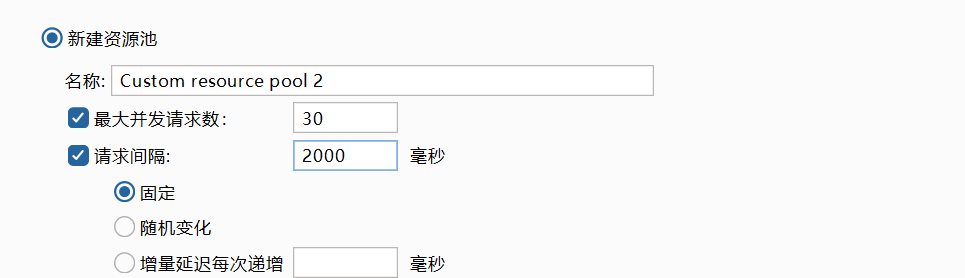 新建资源池
名称: Custom resource pool 2
最大并发请求数: 30
请求间隔: 2000 毫秒
固定
随机变化
增量延迟每次递增 毫秒